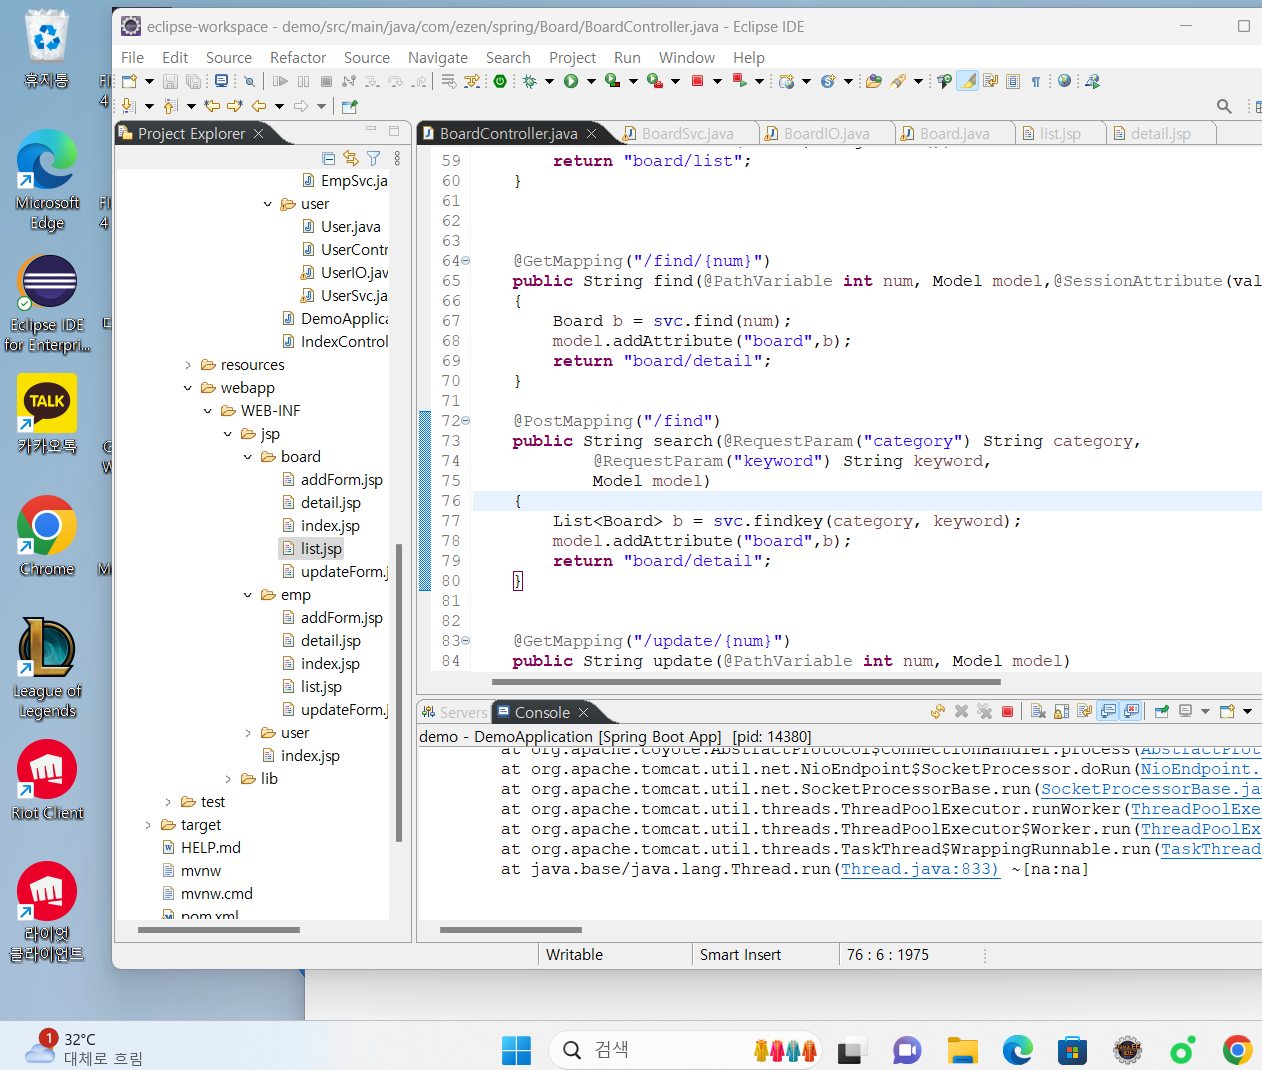 eclipse-workspace - demo/src/main/java/com/ezen/spring/Board/BoardController.java - Eclipse IDE
File Edit Source Refactor Source Navigate Search Project Run Window Help
Project Explorer
EmpSvc.ja
user
User.java
UserContr
UserIO.jav
UserSvc.ja
DemoApplica
IndexControl
resources
webapp
WEB-INF
jsp
board
addForm.jsp
detail.jsp
index.jsp
list.jsp
updateForm.j
emp
addForm.jsp
detail.jsp
index.jsp
list.jsp
updateForm.j
user
index.jsp
lib
test
target
HELP.md
mvnw
mvnw.cmd
pom.xml
BoardController.java BoardSvc.java BoardIO.java Board.java list.jsp detail.jsp
59 return "board/list";
60 }
61
62
63
64 @GetMapping("/find/{num}")
65 public String find(@PathVariable int num, Model model,@SessionAttribute(val
66 {
67 Board b = svc.find(num);
68 model.addAttribute("board",b);
69 return "board/detail";
70 }
71
72 @PostMapping("/find")
73 public String search(@RequestParam("category") String category,
74 @RequestParam("keyword") String keyword,
75 Model model)
76 {
77 List<Board> b = svc.findkey(category, keyword);
78 model.addAttribute("board",b);
79 return "board/detail";
80 }
81
82
83 @GetMapping("/update/{num}")
84 public String update(@PathVariable int num, Model model)
Servers Console
demo - DemoApplication [Spring Boot App] [pid: 14380]
at org.apache.coyote.AbstractProtocol$ConnectionHandler.process(AbstractProt
at org.apache.tomcat.util.net.NioEndpoint$SocketProcessor.doRun(NioEndpoint.
at org.apache.tomcat.util.net.SocketProcessorBase.run(SocketProcessorBase.ja
at org.apache.tomcat.util.threads.ThreadPoolExecutor.runWorker(ThreadPoolExe
at org.apache.tomcat.util.threads.ThreadPoolExecutor$Worker.run(ThreadPoolEx
at org.apache.tomcat.util.threads.TaskThread$WrappingRunnable.run(TaskThread
at java.base/java.lang.Thread.run(Thread.java:833) ~[na:na]
Writable Smart Insert 76 : 6 : 1975
휴지통
Microsoft
Edge
Eclipse IDE
for Enterpri...
TALK
카카오톡
Chrome
League of
Legends
Riot Client
라이엇
클라이언트
Fl
4
Fl
4
W
1
32°C
대체로 흐림
검색